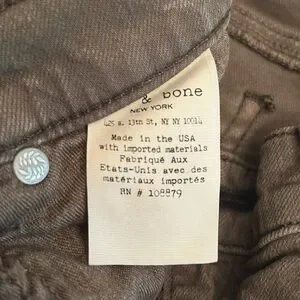 & bone
NEW YORK
425 w. 13th St, NY NY 10014
Made in the USA
with imported materials
Fabriqué Aux
Etats-Unis avec des
matériaux importés
RN # 108879